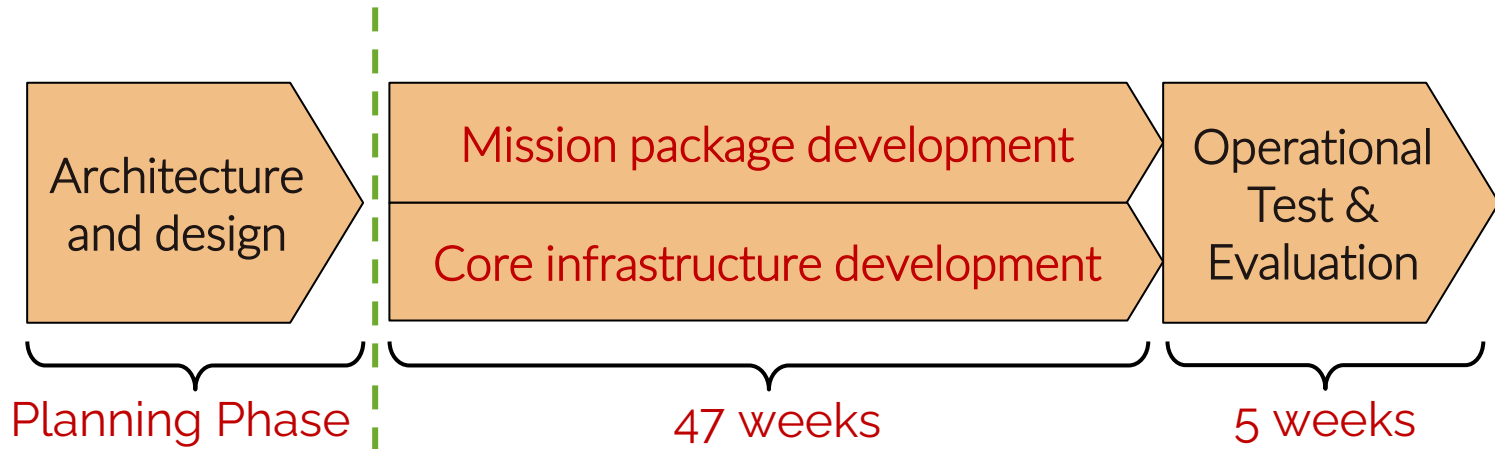 Architecture
and design
Mission package development
Core infrastructure development
Operational
Test &
Evaluation
Planning Phase
47 weeks
5 weeks